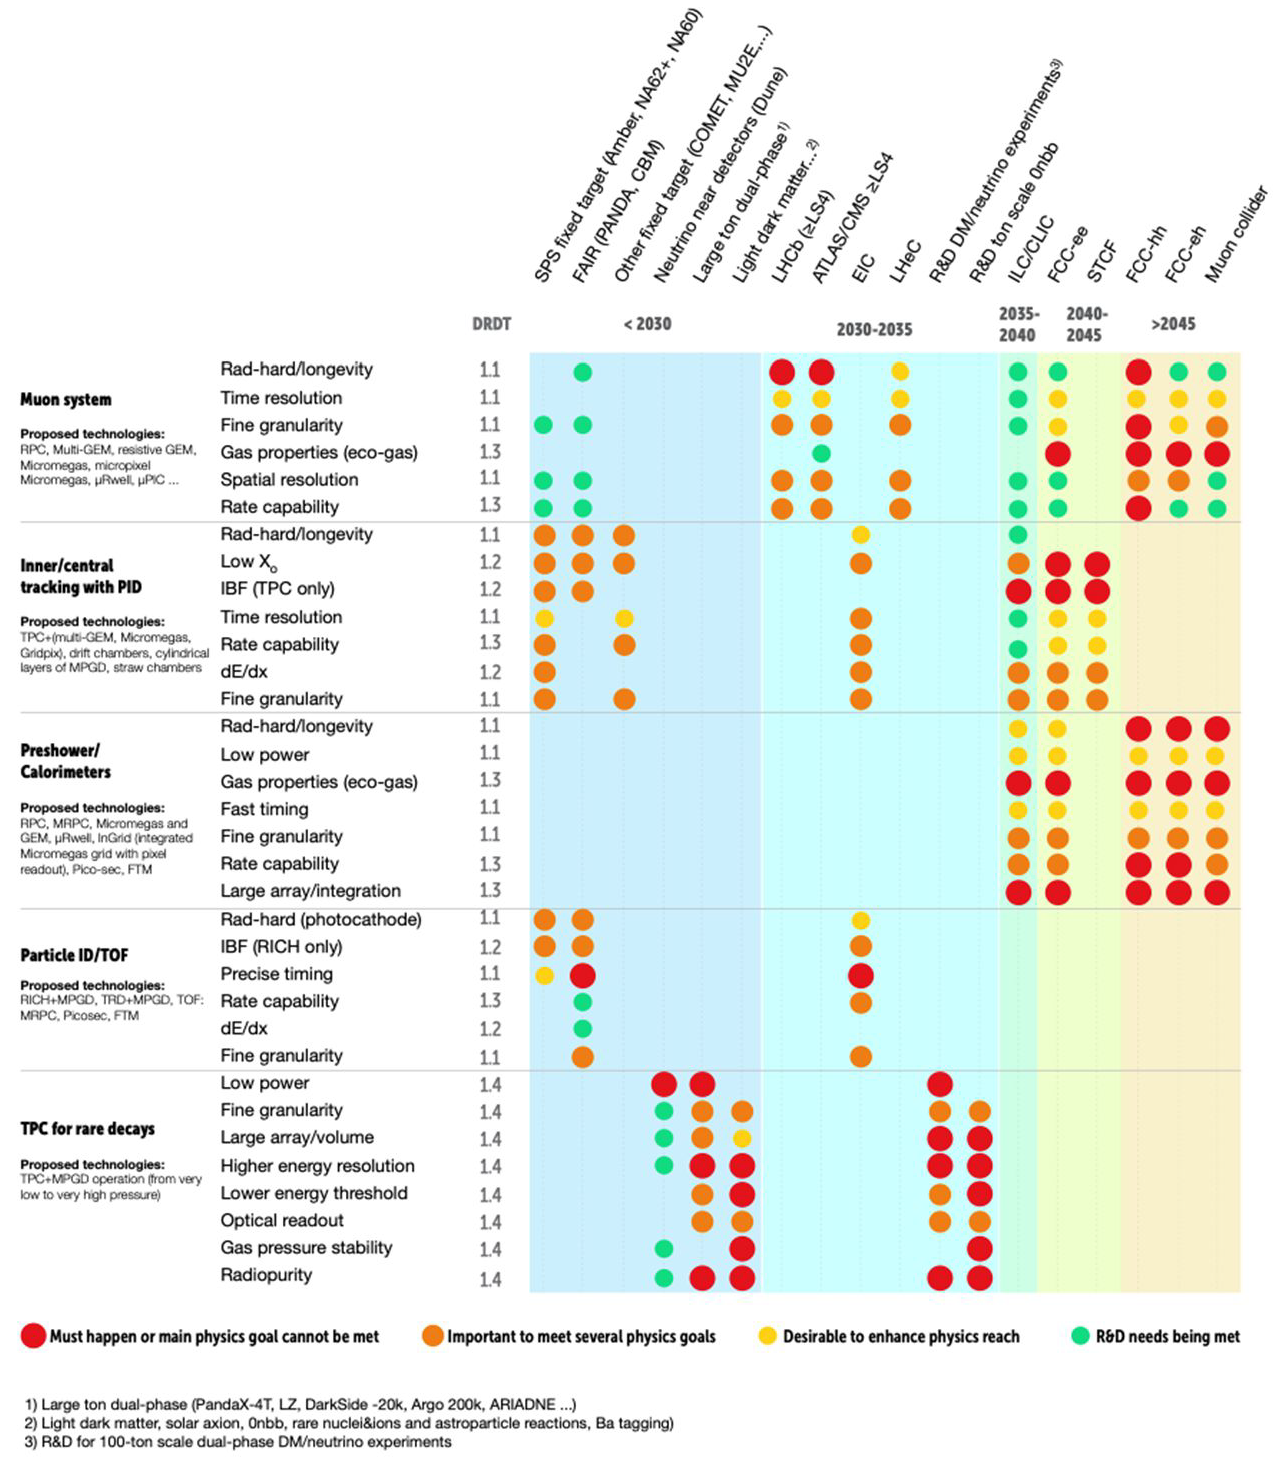 SPS fixed target (Amber, NA62+, NA60)
FAIR (PANDA, CBM)
Other fixed target (COMET, MU2E,...)
Neutrino near detectors (Dune)
Large ton dual-phase 1)
Light dark matter... 2)
LHCb (≥LS4)
ATLAS/CMS ≥LS4
EIC
LHeC
R&D DM/neutrino experiments3)
R&D ton scale 0nbb
ILC/CLIC
FCC-ee
STCF
FCC-hh
FCC-eh
Muon collider
DRDT
< 2030
2030-2035
2035-
2040
2040-
2045
>2045
Muon system
Proposed technologies:
RPC, Multi-GEM, resistive GEM,
Micromegas, micropixel
Micromegas, µRwell, µPIC ...
Rad-hard/longevity 1.1
Time resolution 1.1
Fine granularity 1.1
Gas properties (eco-gas) 1.3
Spatial resolution 1.1
Rate capability 1.3
Inner/central
tracking with PID
Proposed technologies:
TPC+(multi-GEM, Micromegas,
Gridpix), drift chambers, cylindrical
layers of MPGD, straw chambers
Rad-hard/longevity 1.1
Low Xo 1.2
IBF (TPC only) 1.2
Time resolution 1.1
Rate capability 1.3
dE/dx 1.2
Fine granularity 1.1
Preshower/
Calorimeters
Proposed technologies:
RPC, MRPC, Micromegas and
GEM, µRwell, InGrid (integrated
Micromegas grid with pixel
readout), Pico-sec, FTM
Rad-hard/longevity 1.1
Low power 1.1
Gas properties (eco-gas) 1.3
Fast timing 1.1
Fine granularity 1.1
Rate capability 1.3
Large array/integration 1.3
Particle ID/TOF
Proposed technologies:
RICH+MPGD, TRD+MPGD, TOF:
MRPC, Picosec, FTM
Rad-hard (photocathode) 1.1
IBF (RICH only) 1.2
Precise timing 1.1
Rate capability 1.3
dE/dx 1.2
Fine granularity 1.1
TPC for rare decays
Proposed technologies:
TPC+MPGD operation (from very
low to very high pressure)
Low power 1.4
Fine granularity 1.4
Large array/volume 1.4
Higher energy resolution 1.4
Lower energy threshold 1.4
Optical readout 1.4
Gas pressure stability 1.4
Radiopurity 1.4
Must happen or main physics goal cannot be met
Important to meet several physics goals
Desirable to enhance physics reach
R&D needs being met
1) Large ton dual-phase (PandaX-4T, LZ, DarkSide -20k, Argo 200k, ARIADNE ...)
2) Light dark matter, solar axion, 0nbb, rare nuclei&ions and astroparticle reactions, Ba tagging)
3) R&D for 100-ton scale dual-phase DM/neutrino experiments